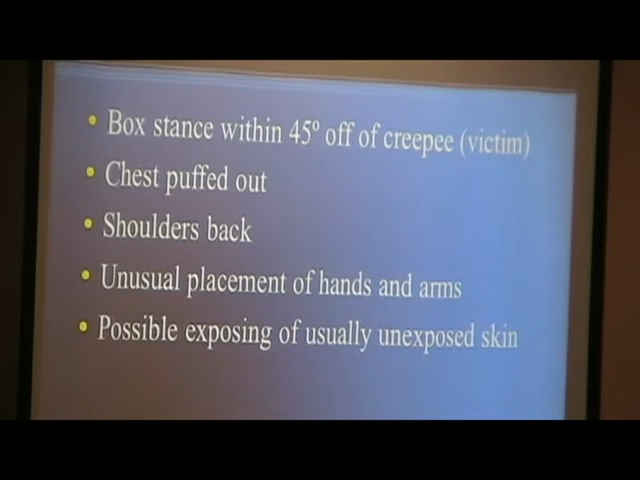 • Box stance within 45º off of creepee (victim)
• Chest puffed out
• Shoulders back
• Unusual placement of hands and arms
• Possible exposing of usually unexposed skin